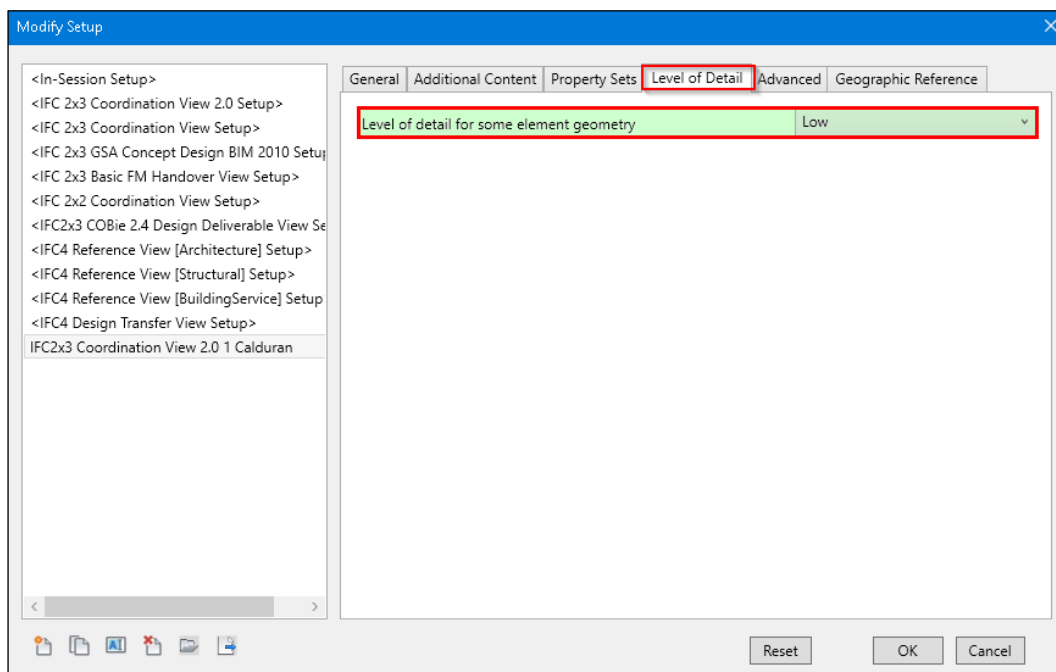 Modify Setup
<In-Session Setup>
<IFC 2x3 Coordination View 2.0 Setup>
<IFC 2x3 Coordination View Setup>
<IFC 2x3 GSA Concept Design BIM 2010 Setup
<IFC 2x3 Basic FM Handover View Setup>
<IFC 2x2 Coordination View Setup>
<IFC2x3 COBie 2.4 Design Deliverable View Se
<IFC4 Reference View [Architecture] Setup>
<IFC4 Reference View [Structural] Setup>
<IFC4 Reference View [BuildingService] Setup
<IFC4 Design Transfer View Setup>
IFC2x3 Coordination View 2.0 1 Calduran
General Additional Content Property Sets Level of Detail Advanced Geographic Reference
Level of detail for some element geometry Low
AI
Reset OK Cancel